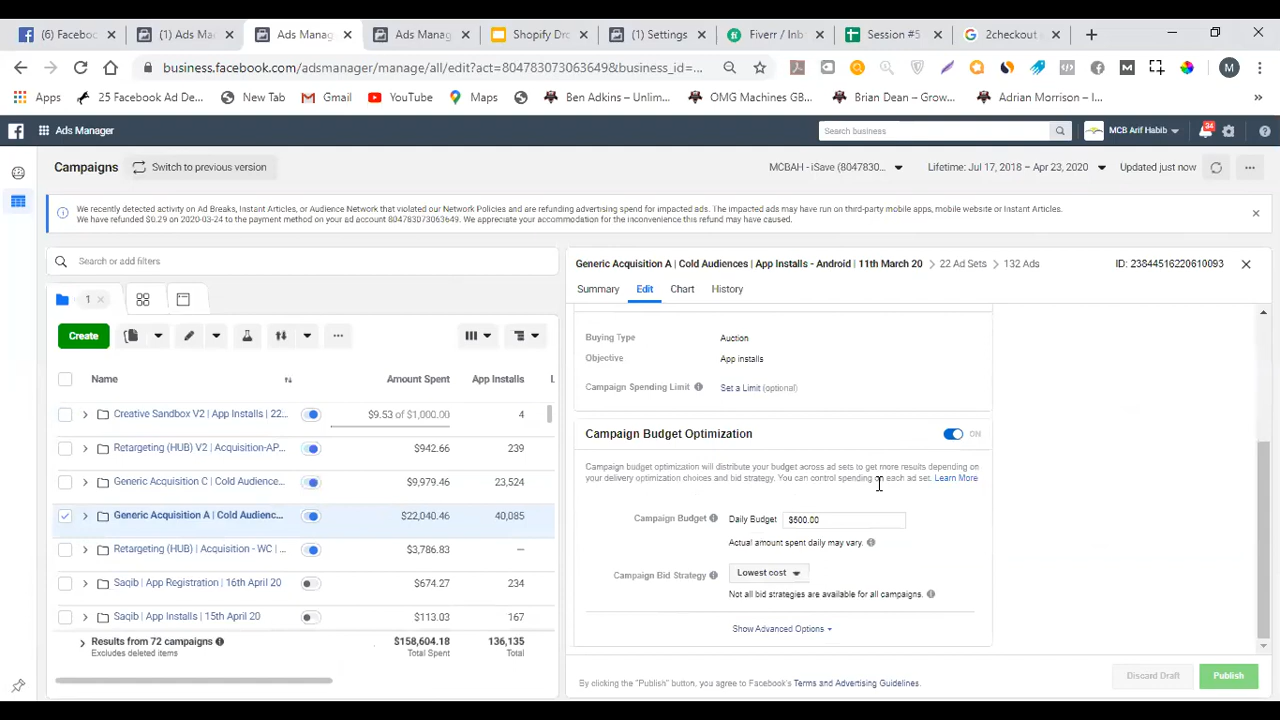 (6) Facebo
(1) Ads Ma
Ads Manag
Ads Manag
Shopify Dro
(1) Settings
Fiverr / Inb
Session #5
2checkout
business.facebook.com/adsmanager/manage/all/edit?act=804783073063649&business_id=...
M
Apps
25 Facebook Ad De...
New Tab
Gmail
YouTube
Maps
Ben Adkins – Unlim...
OMG Machines GB...
Brian Dean – Grow...
Adrian Morrison – I...
Ads Manager
Search business
MCB Arif Habib
34
Campaigns
Switch to previous version
MCBAH - iSave (8047830...
Lifetime: Jul 17, 2018 – Apr 23, 2020
Updated just now
We recently detected activity on Ad Breaks, Instant Articles, or Audience Network that violated our Network Policies and are refunding advertising spend for impacted ads. The impacted ads may have run on third-party mobile apps, mobile website or Instant Articles.
We have refunded $0.29 on 2020-03-24 to the payment method on your ad account 804783073063649. We appreciate your accommodation for the inconvenience this refund may have caused.
Search or add filters
1
Create
Name
Amount Spent
App Installs
Creative Sandbox V2 | App Installs | 22...
$9.53 of $1,000.00
4
Retargeting (HUB) V2 | Acquisition-AP...
$942.66
239
Generic Acquisition C | Cold Audience...
$9,979.46
23,524
Generic Acquisition A | Cold Audienc...
$22,040.46
40,085
Retargeting (HUB) | Acquisition - WC | ...
$3,786.83
—
Saqib | App Registration | 16th April 20
$674.27
234
Saqib | App Installs | 15th April 20
$113.03
167
Results from 72 campaigns
Excludes deleted items
$158,604.18
Total Spent
136,135
Total
Generic Acquisition A | Cold Audiences | App Installs - Android | 11th March 20
22 Ad Sets
132 Ads
ID: 23844516220610093
Summary
Edit
Chart
History
Buying Type
Auction
Objective
App installs
Campaign Spending Limit
Set a Limit (optional)
Campaign Budget Optimization
ON
Campaign budget optimization will distribute your budget across ad sets to get more results depending on
your delivery optimization choices and bid strategy. You can control spending on each ad set. Learn More
Campaign Budget
Daily Budget
$500.00
Actual amount spent daily may vary.
Campaign Bid Strategy
Lowest cost
Not all bid strategies are available for all campaigns.
Show Advanced Options
By clicking the "Publish" button, you agree to Facebook's Terms and Advertising Guidelines.
Discard Draft
Publish